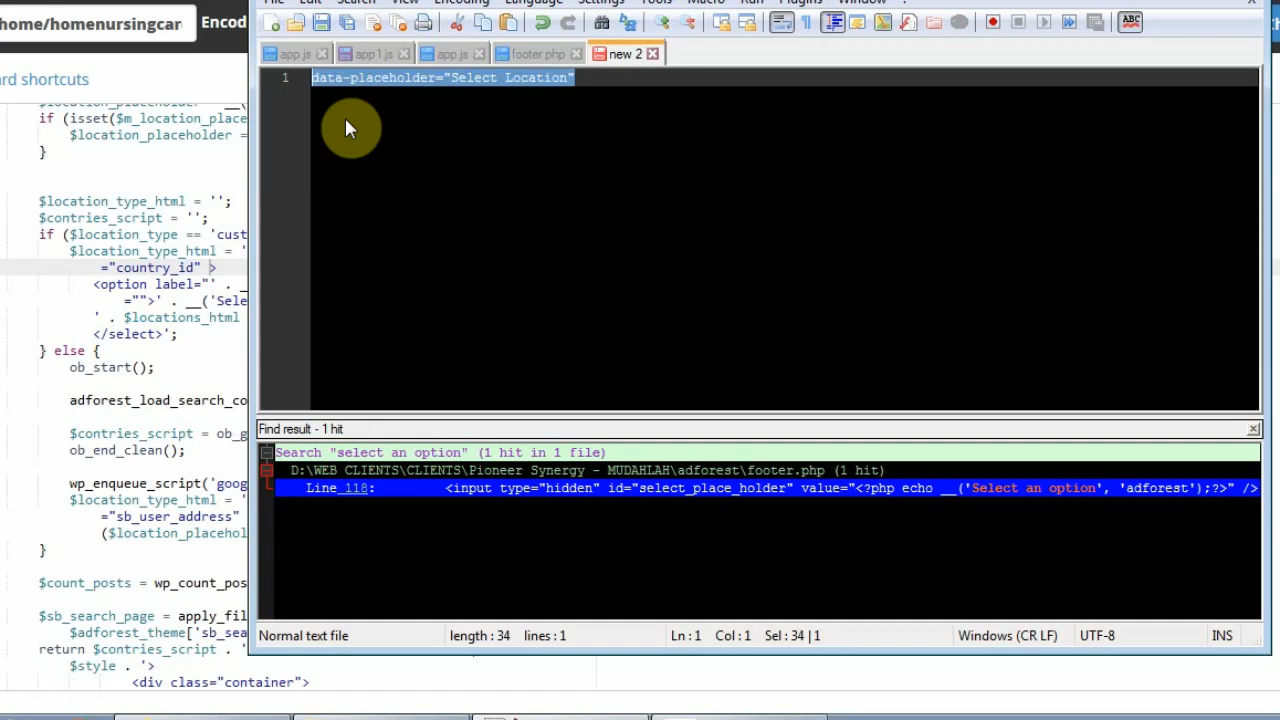 home/homenursingcar
Encod
rd shortcuts
File Edit Search View Encoding Language Settings Tools Macro Run Plugins Window ? X
ABC
app.js
app1.js
app.js
footer.php
new 2
1
data-placeholder="Select Location"
$location_placeholder = __(
if (isset($m_location_place
$location_placeholder =
}
$location_type_html = '';
$contries_script = '';
if ($location_type == 'cust
$location_type_html = '
="country_id" >
<option label="' . _
="">' . __('Sele
' . $locations_html
</select>';
} else {
ob_start();
adforest_load_search_co
$contries_script = ob_g
ob_end_clean();
wp_enqueue_script('goog
$location_type_html = '
="sb_user_address"
($location_placehol
}
$count_posts = wp_count_pos
$sb_search_page = apply_fil
$adforest_theme['sb_sea
return $contries_script . '
$style . '>
<div class="container">
Find result - 1 hit
Search "select an option" (1 hit in 1 file)
D:\WEB CLIENTS\CLIENTS\Pioneer Synergy - MUDAHLAH\adforest\footer.php (1 hit)
Line 118: <input type="hidden" id="select_place_holder" value="<?php echo __('Select an option', 'adforest');?>" />
Normal text file
length : 34 lines : 1
Ln : 1 Col : 1 Sel : 34 | 1
Windows (CR LF)
UTF-8
INS